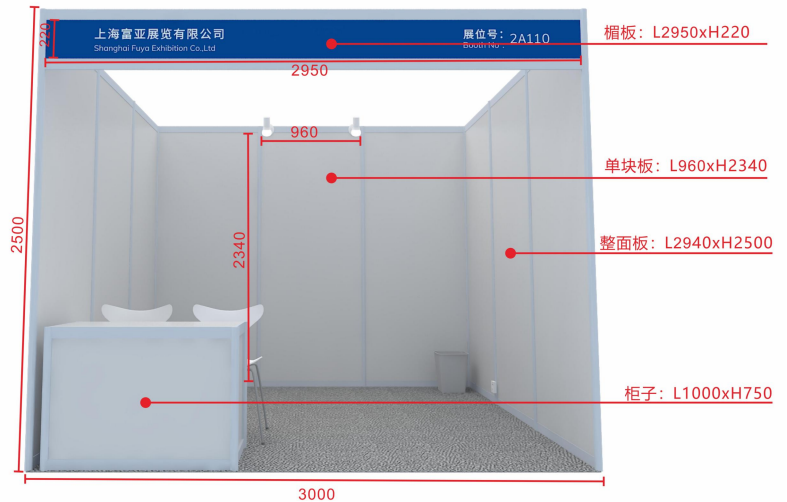 上海富亚展览有限公司
Shanghai Fuya Exhibition Co.,Ltd
展位号：
Booth No：
2A110
220
2950
楣板：L2950xH220
960
单块板：L960xH2340
2500
2340
整面板：L2940xH2500
柜子：L1000xH750
3000